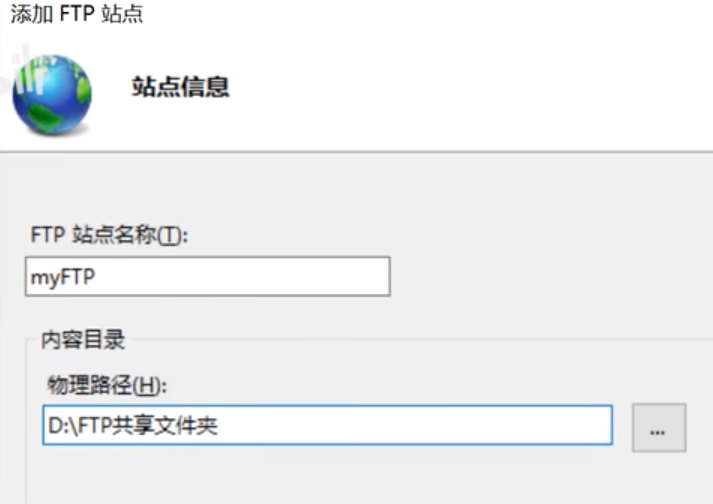 添加 FTP 站点
站点信息
FTP 站点名称(T):
myFTP
内容目录
物理路径(H):
D:\FTP共享文件夹
...